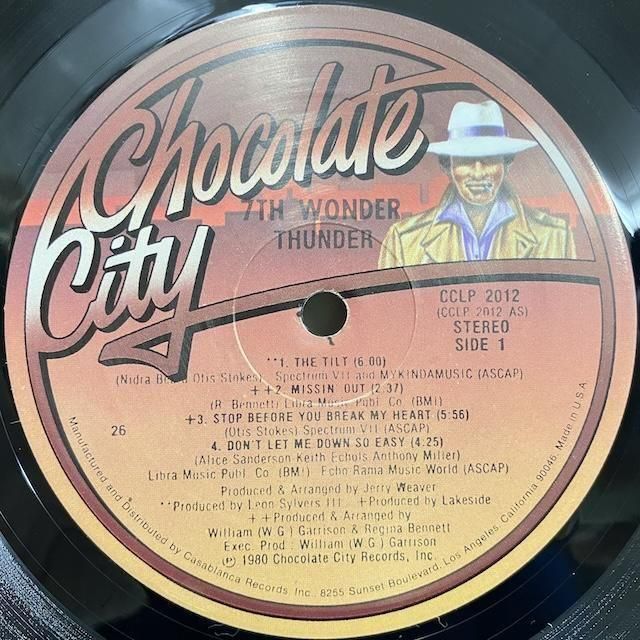 Chocolate
City
7TH WONDER
THUNDER
CCLP 2012
(CCLP 2012 AS)
STEREO
SIDE 1
**1. THE TILT (6:00)
(Nidra Otis Stokes) Spectrum VII and MYKINDAMUSIC (ASCAP)
++2. MISSIN' OUT (2:37)
(R. Bennett) Libra Music Publ. Co. (BMI)
+3. STOP BEFORE YOU BREAK MY HEART (5:56)
(Otis Stokes) Spectrum VII (ASCAP)
26
4. DON'T LET ME DOWN SO EASY (4:25)
(Alice Sanderson-Keith Echols-Anthony Miller)
Libra Music Publ. Co. (BMI) Echo Rama Music World (ASCAP)
Produced & Arranged by Jerry Weaver
**Produced by Leon Sylvers III. +Produced by Lakeside
++Produced & Arranged by
William (W.G.) Garrison & Regina Bennett
Exec. Prod.: William (W.G.) Garrison
℗ 1980 Chocolate City Records, Inc.
Manufactured and Distributed by Casablanca Records, Inc., 8255 Sunset Boulevard, Los Angeles, California 90046, Made in U.S.A.